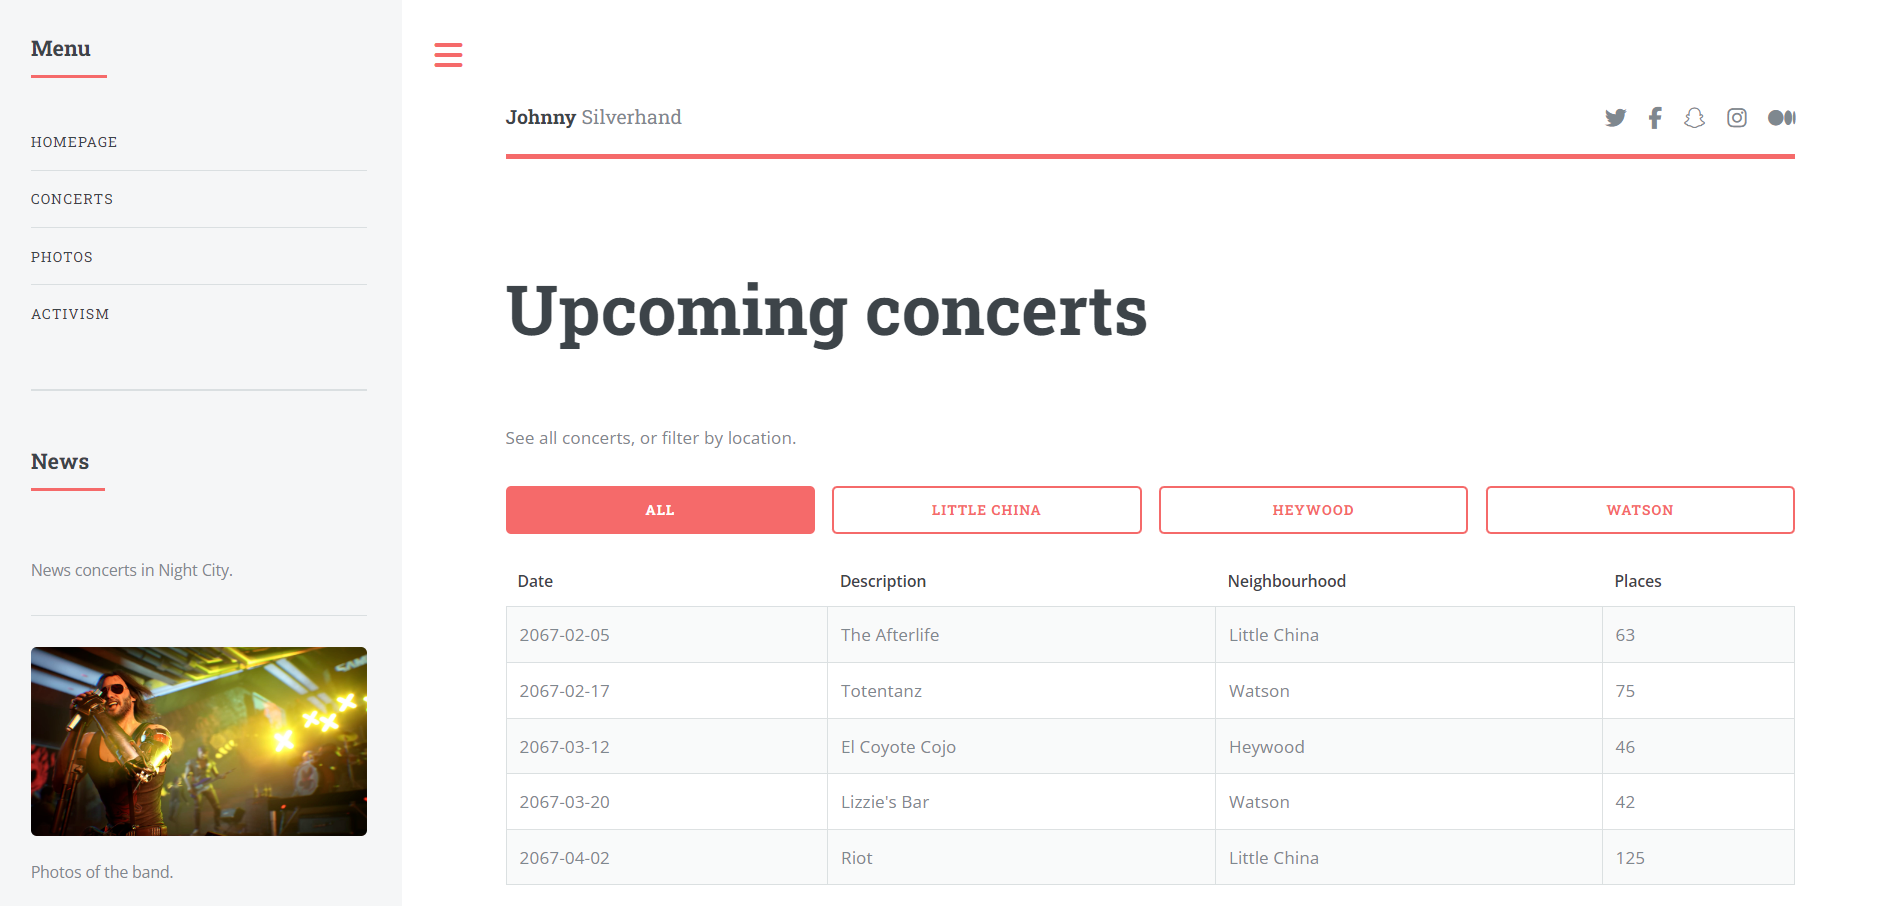 Menu
HOMEPAGE
CONCERTS
PHOTOS
ACTIVISM
News
News concerts in Night City.
Photos of the band.
Johnny Silverhand
Upcoming concerts
See all concerts, or filter by location.
ALL LITTLE CHINA HEYWOOD WATSON
Date Description Neighbourhood Places
2067-02-05 The Afterlife Little China 63
2067-02-17 Totentanz Watson 75
2067-03-12 El Coyote Cojo Heywood 46
2067-03-20 Lizzie's Bar Watson 42
2067-04-02 Riot Little China 125